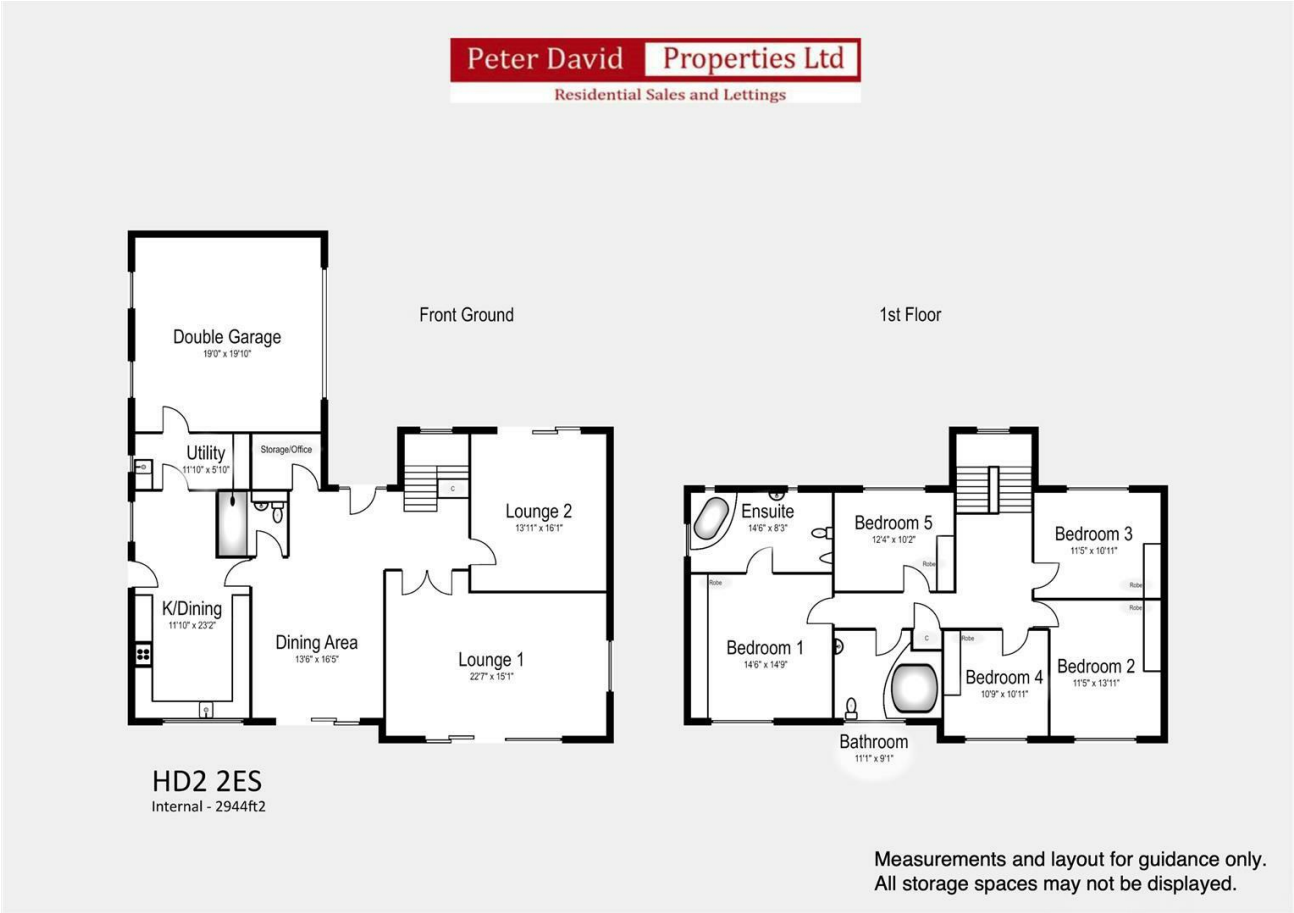 Peter David Properties Ltd
Residential Sales and Lettings
Front Ground
1st Floor
Double Garage
19'0" x 19'10"
Utility
11'10" x 5'10"
Storage/Office
C
Lounge 2
13'11" x 16'1"
K/Dining
11'10" x 23'2"
Dining Area
13'6" x 16'5"
Lounge 1
22'7" x 15'1"
Ensuite
14'6" x 8'3"
Bedroom 5
12'4" x 10'2"
Robe
Bedroom 3
11'5" x 10'11"
Robe
Robe
Bedroom 1
14'6" x 14'9"
C
Robe
Robe
Bedroom 4
10'9" x 10'11"
Bedroom 2
11'5" x 13'11"
Bathroom
11'1" x 9'1"
HD2 2ES
Internal - 2944ft2
Measurements and layout for guidance only.
All storage spaces may not be displayed.